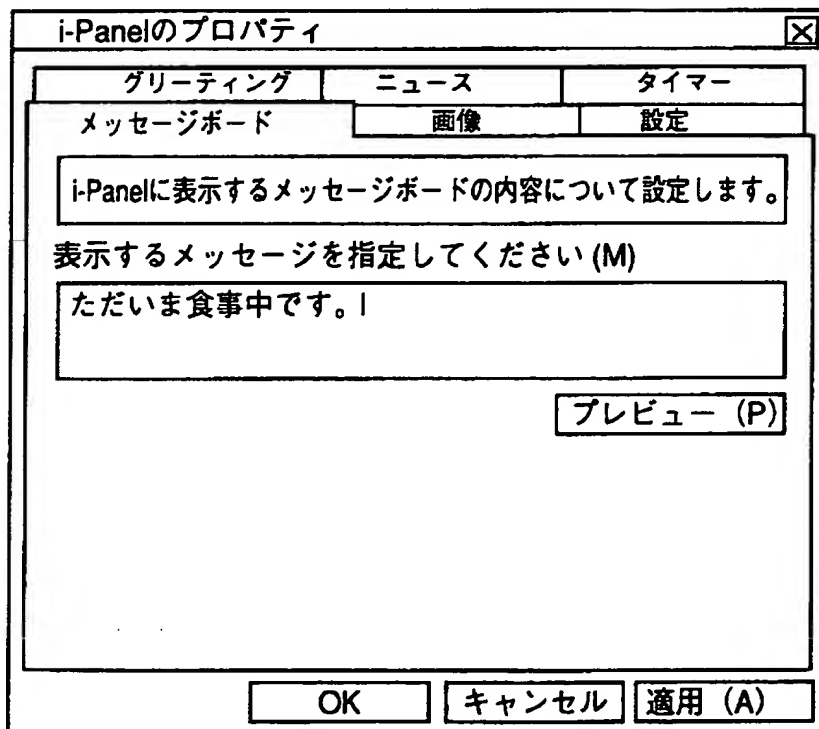 i-Panelのプロパティ
グリーティング ニュース タイマー
メッセージボード 画像 設定
i-Panelに表示するメッセージボードの内容について設定します。
表示するメッセージを指定してください (M)
ただいま食事中です。
プレビュー (P)
OK キャンセル 適用 (A)